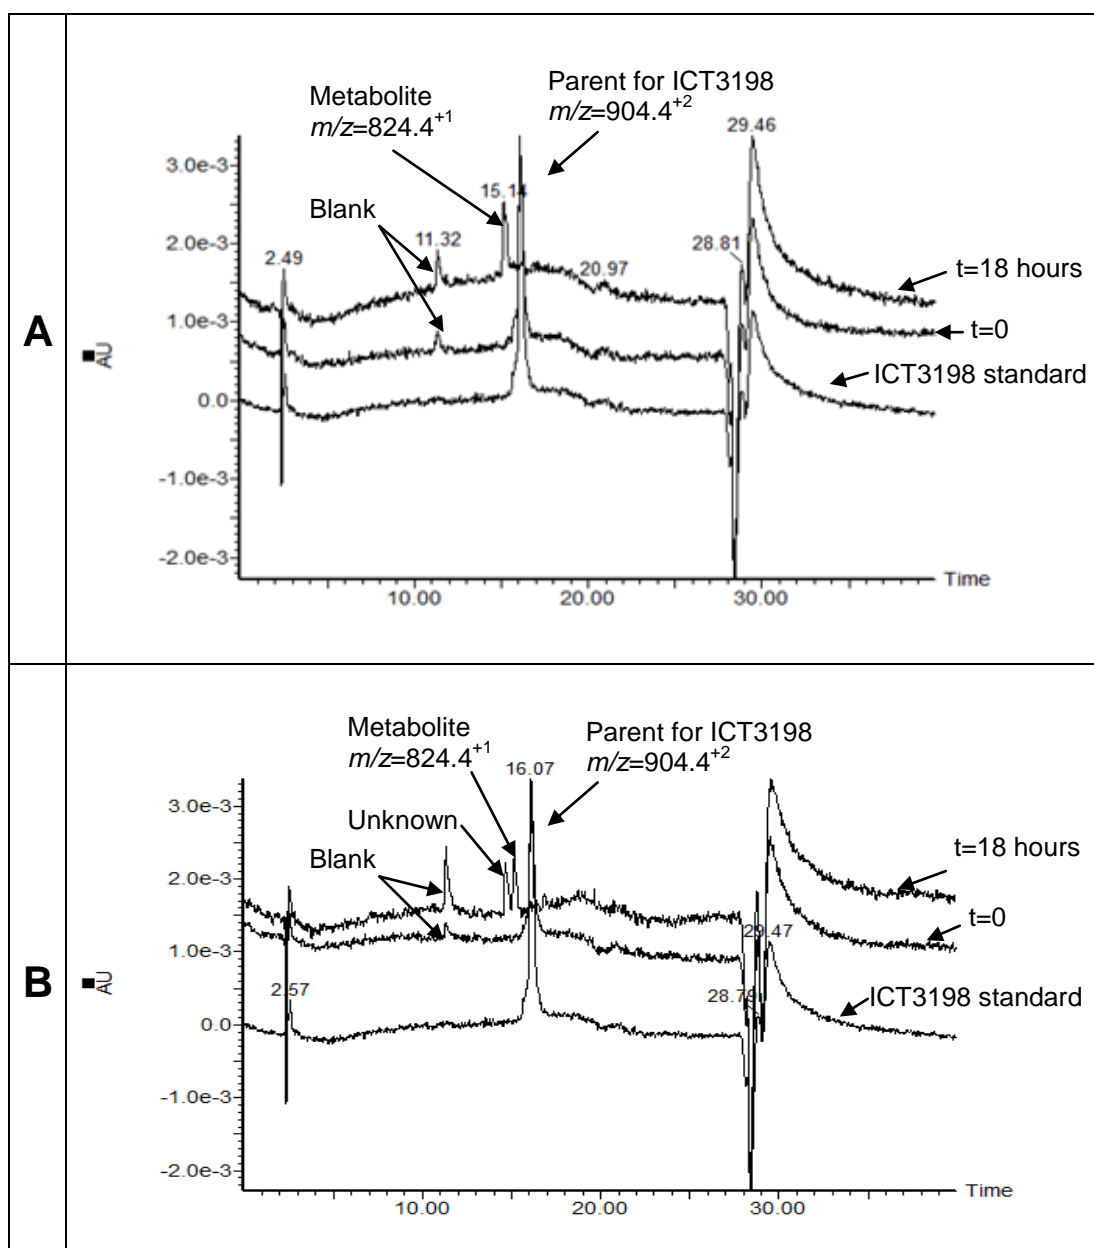 A
Parent for ICT3198
m/z=904.4+2
Metabolite
m/z=824.4+1
29.46
3.0e-3
15.14
Blank
11.32
28.81
2.49
20.97
2.0e-3
t=18 hours
1.0e-3
t=0
AU
ICT3198 standard
0.0
-1.0e-3
-2.0e-3
Time
10.00 20.00 30.00
B
Metabolite
m/z=824.4+1
Parent for ICT3198
m/z=904.4+2
16.07
3.0e-3
Unknown
Blank
t=18 hours
2.0e-3
t=0
29.47
1.0e-3
AU
2.57
28.79
ICT3198 standard
0.0
-1.0e-3
-2.0e-3
Time
10.00 20.00 30.00